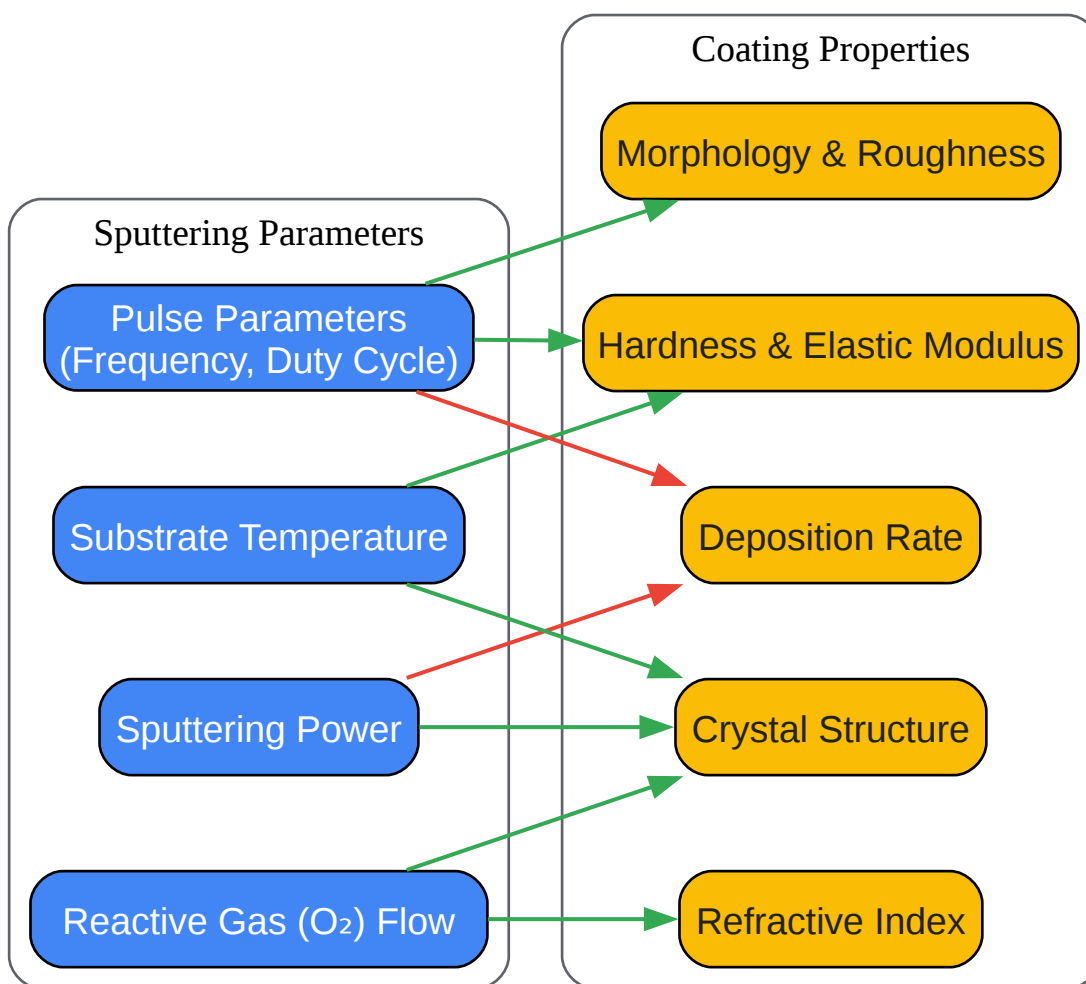 Sputtering Parameters
Pulse Parameters
(Frequency, Duty Cycle)
Substrate Temperature
Sputtering Power
Reactive Gas (O₂) Flow
Coating Properties
Morphology & Roughness
Hardness & Elastic Modulus
Deposition Rate
Crystal Structure
Refractive Index